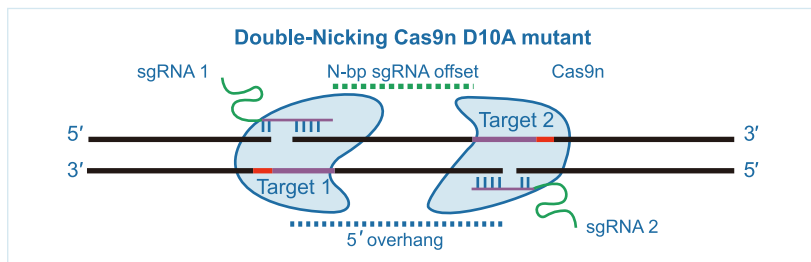 Double-Nicking Cas9n D10A mutant
sgRNA 1
N-bp sgRNA offset
Cas9n
Target 2
5′
3′
3′
5′
Target 1
sgRNA 2
5′ overhang